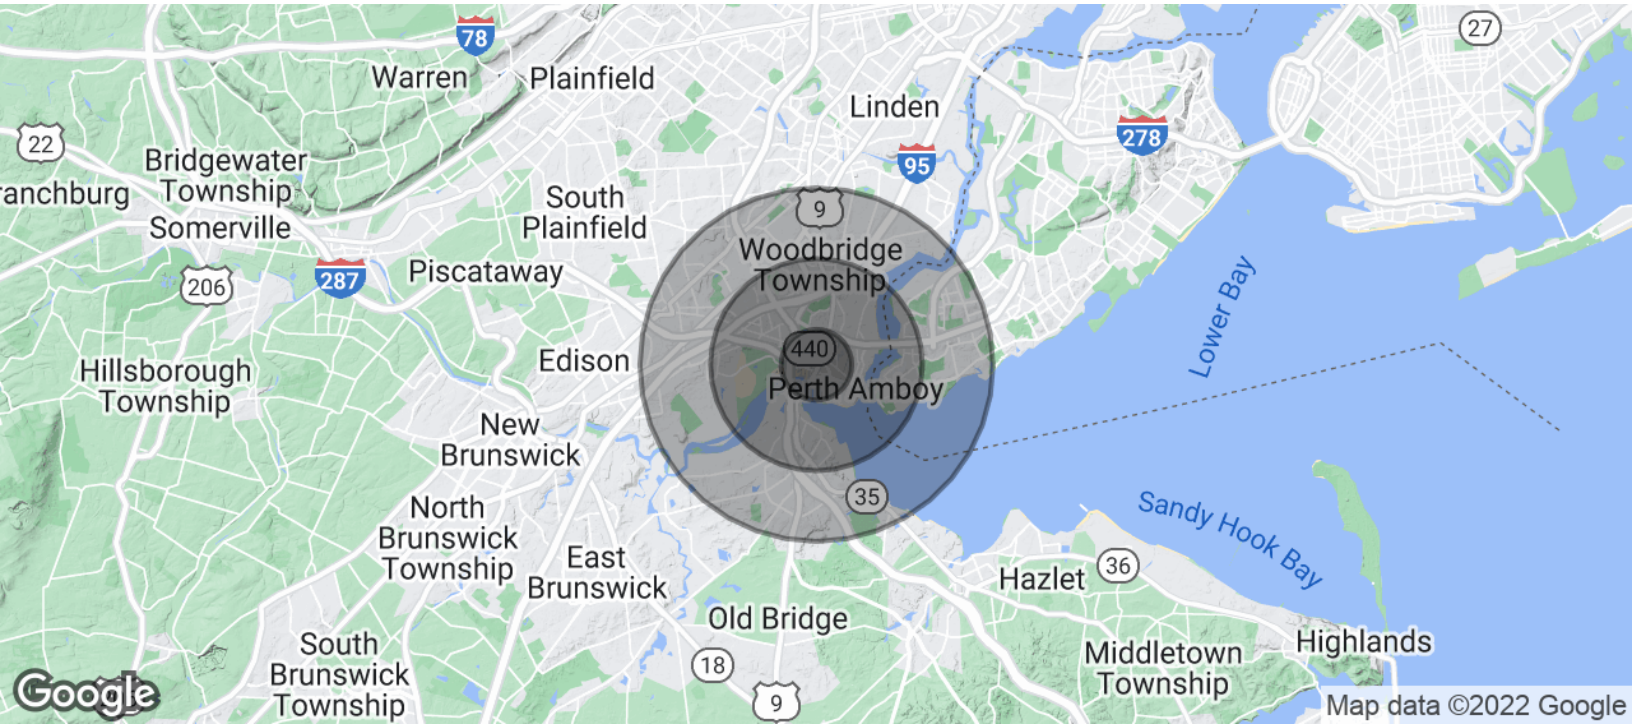 78
27
Warren
Plainfield
Linden
22
278
95
Bridgewater
Township
South
Plainfield
ranchburg
Somerville
9
Woodbridge
Township
206
287
Piscataway
Lower Bay
440
Edison
Perth Amboy
Hillsborough
Township
New
Brunswick
35
Sandy Hook Bay
North
Brunswick
Township
East
Brunswick
Hazlet
36
Old Bridge
Highlands
South
Brunswick
Township
18
Middletown
Township
9
Google
Map data ©2022 Google